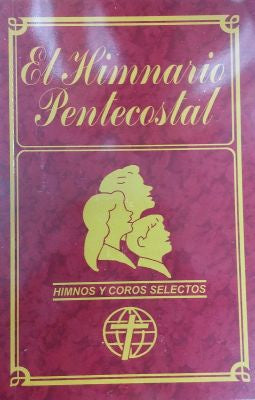 El Himnario
Pentecostal
HIMNOS Y COROS SELECTOS